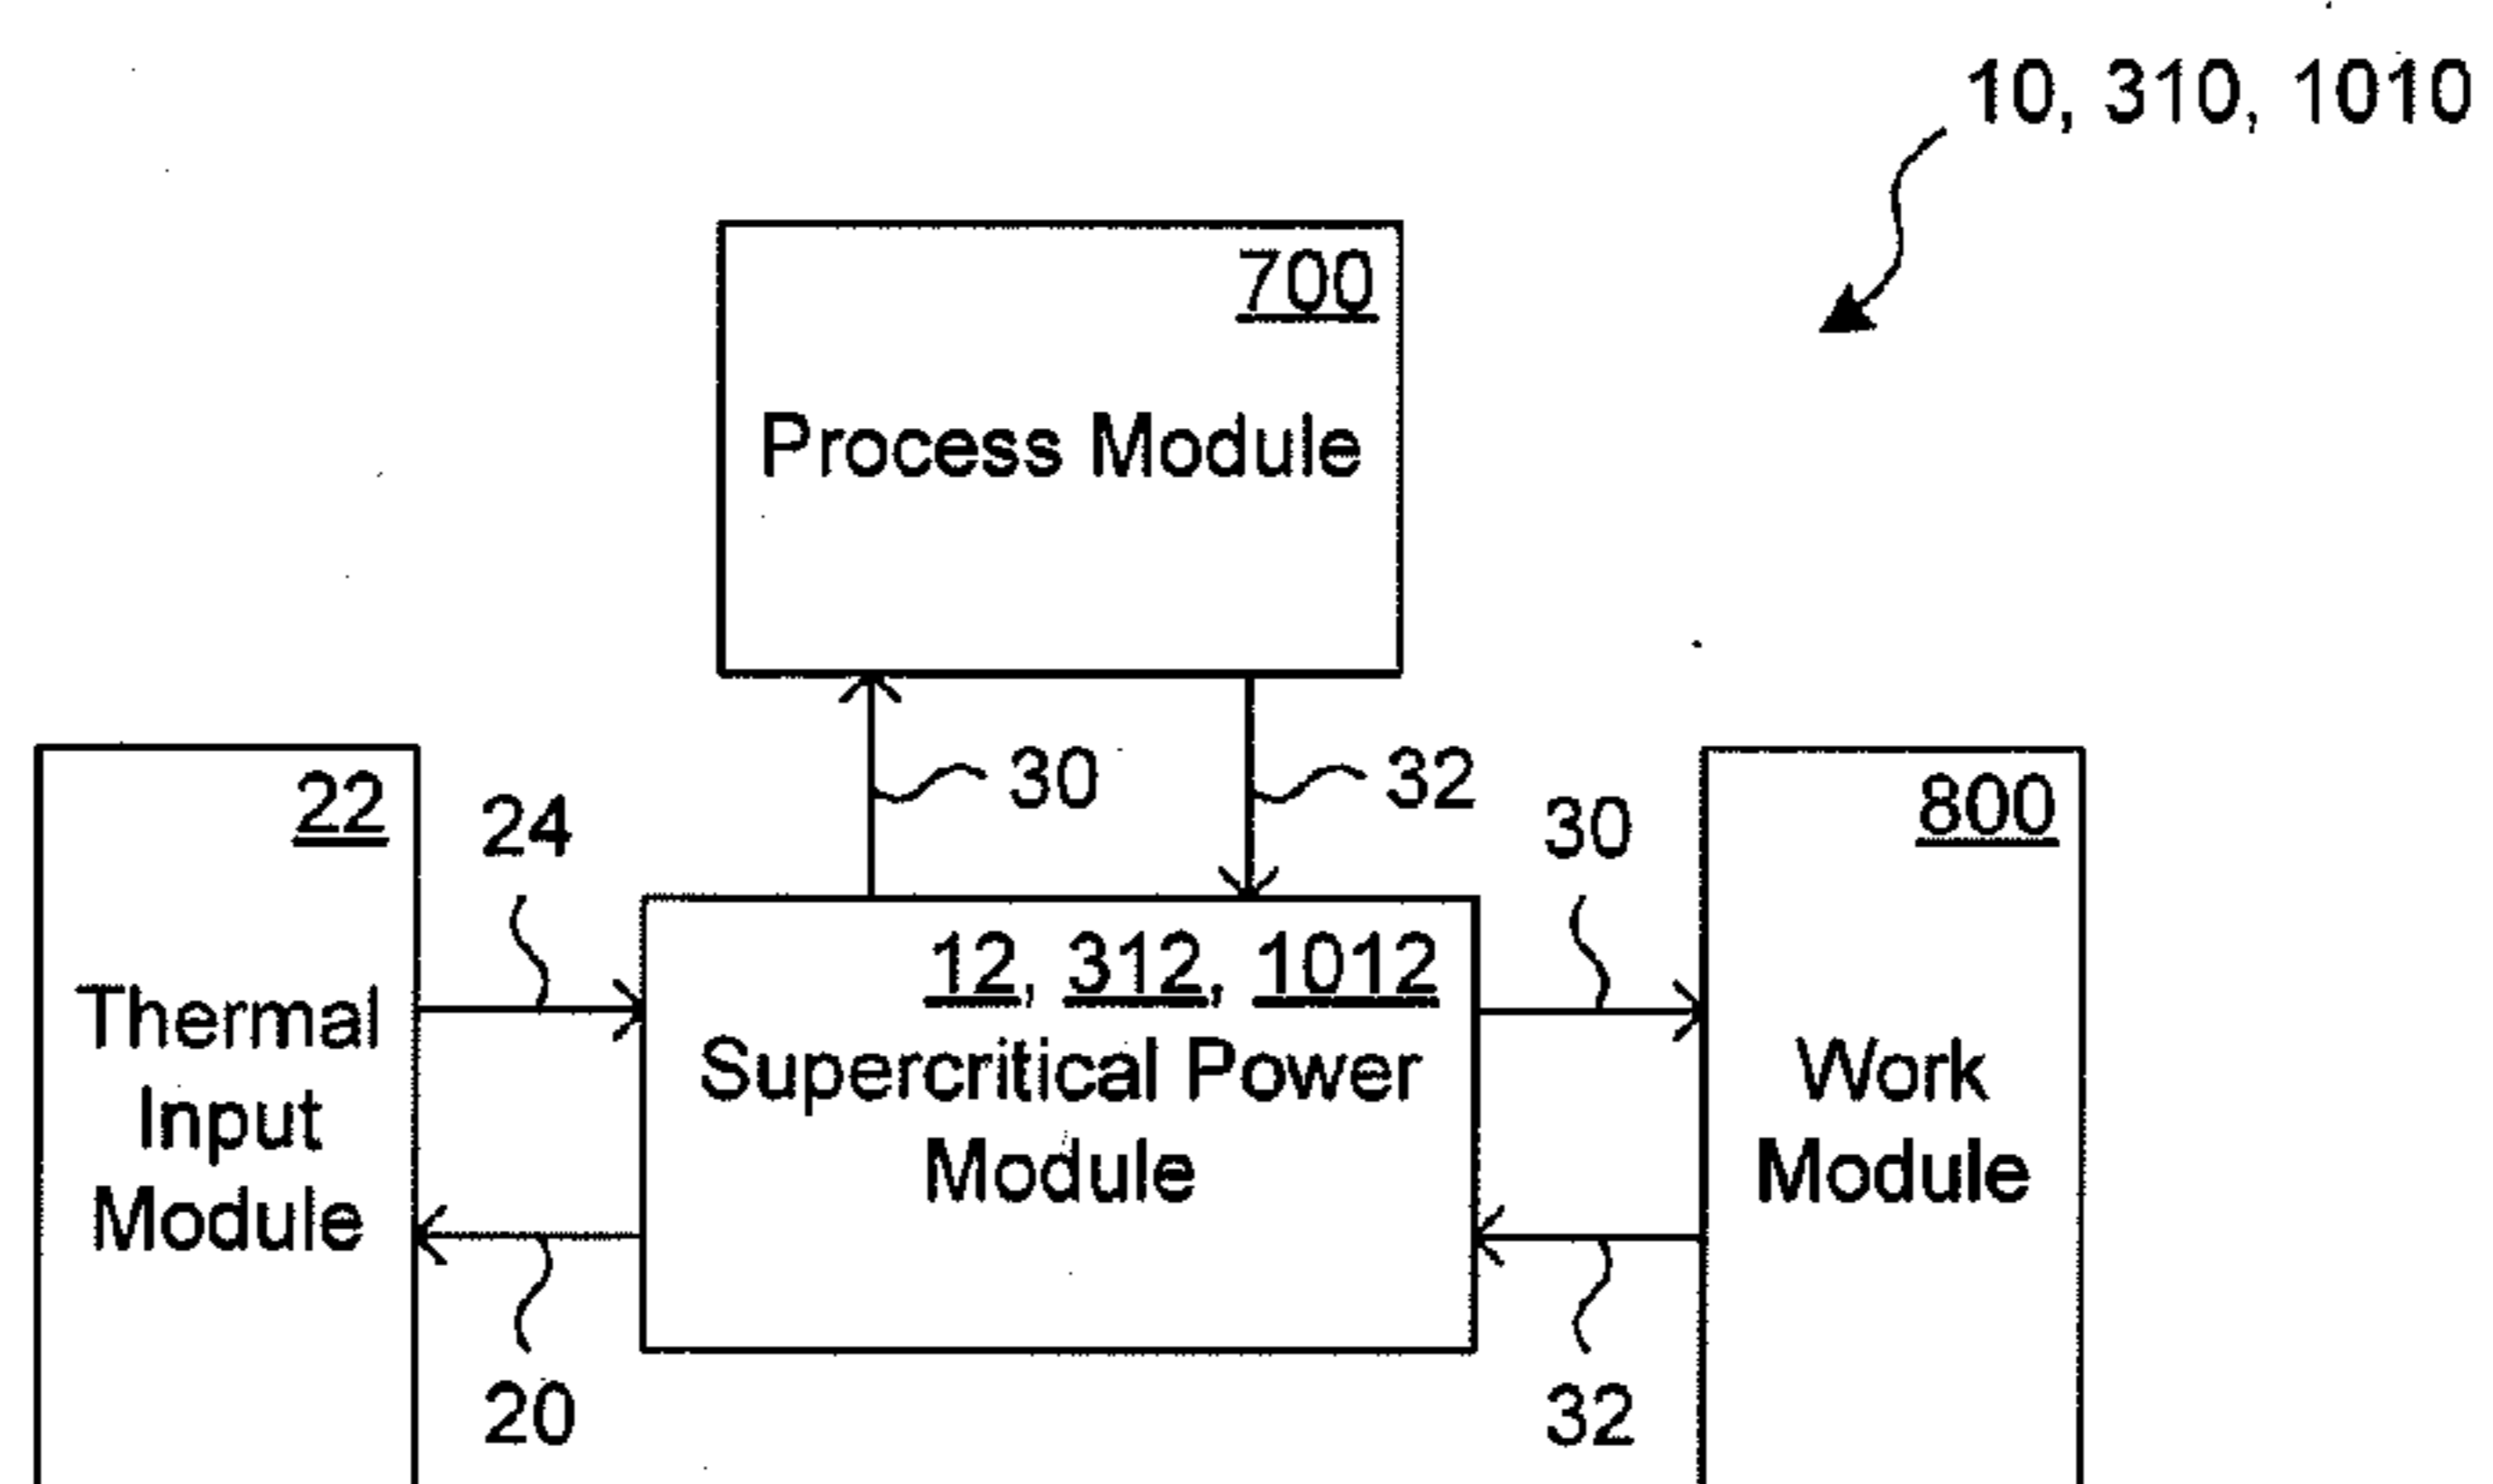 10, 310, 1010
700
Process Module
30
32
22
24
30
800
12, 312, 1012
Thermal
Input
Module
Supercritical Power
Module
Work
Module
20
32